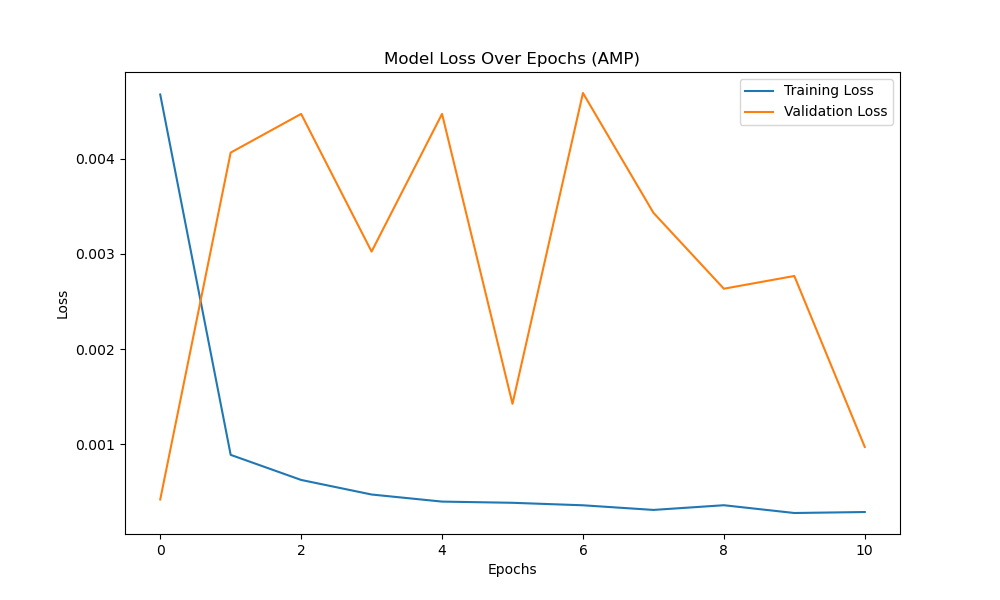 Model Loss Over Epochs (AMP)
Training Loss
Validation Loss
0.004
0.003
0.002
0.001
Loss
0 2 4 6 8 10
Epochs